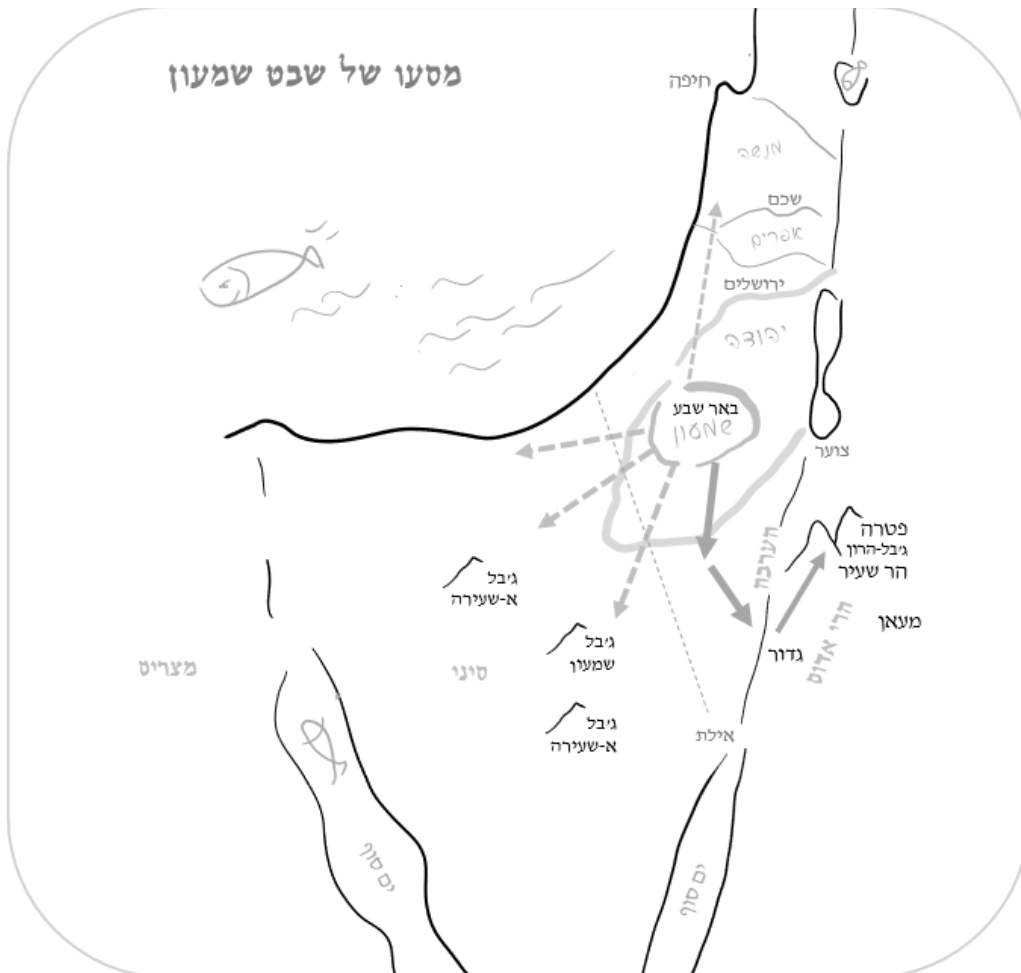 מסעו של שבט שמעון
חיפה
מנשה
שכם
אפרים
ירושלים
יהודה
באר שבע
שמעון
צוער
פטרה
ג׳בל-הרון
הר שעיר
הערבה
ג׳בל
א-שעירה
מעאן
הרי אדום
ג׳בל
שמעון
גדור
מצרים
סיני
ג׳בל
א-שעירה
אילת
ים סוף
ים סוף